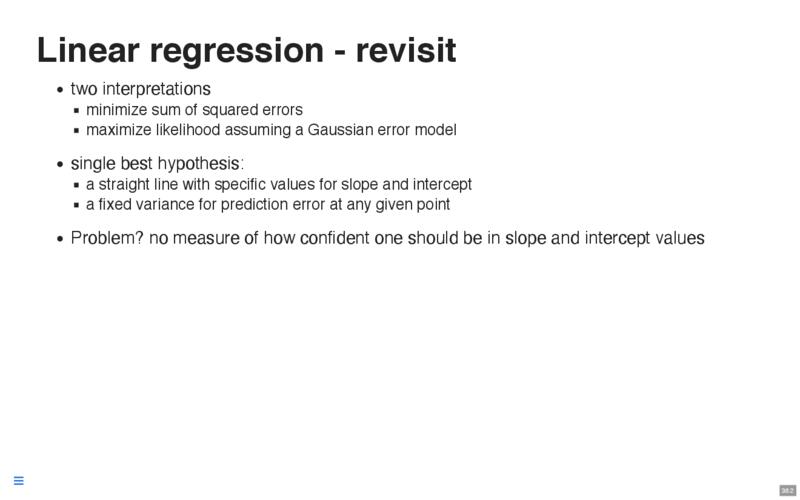 Linear regression - revisit
• two interpretations
▪ minimize sum of squared errors
▪ maximize likelihood assuming a Gaussian error model
• single best hypothesis:
▪ a straight line with specific values for slope and intercept
▪ a fixed variance for prediction error at any given point
• Problem? no measure of how confident one should be in slope and intercept values